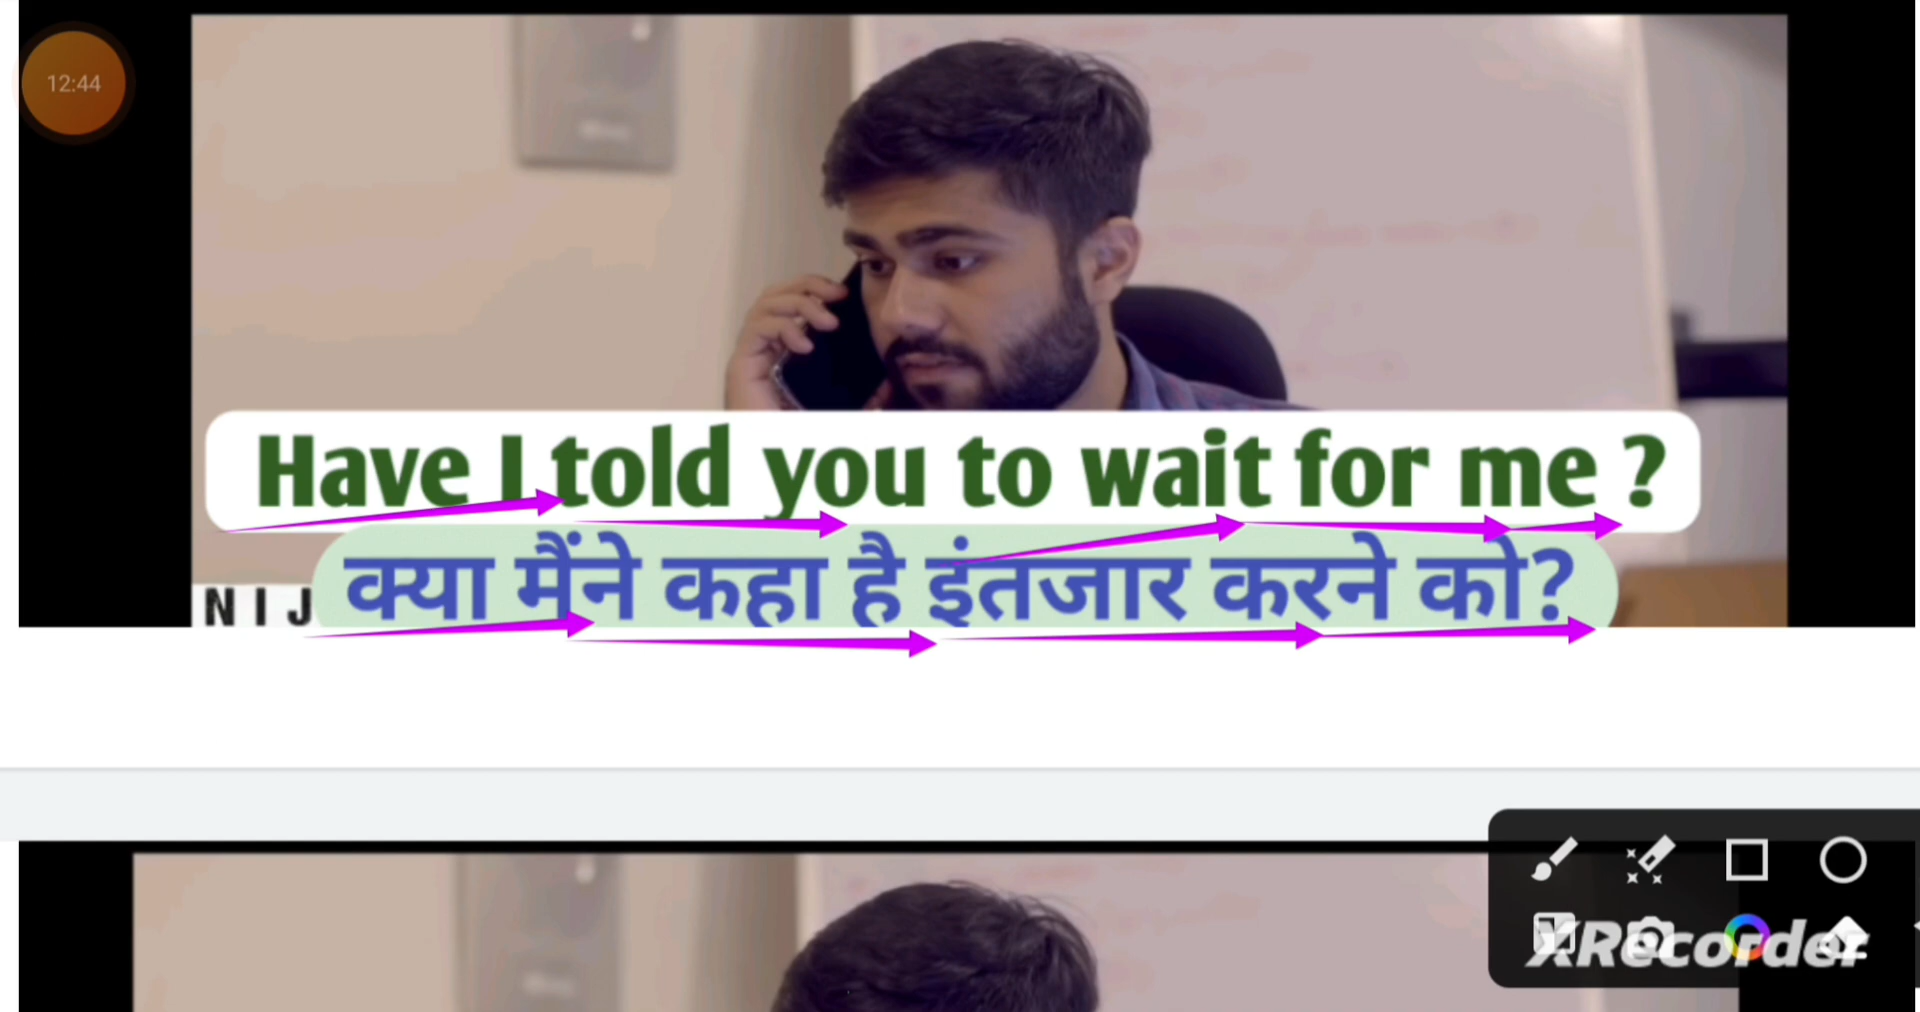 12:44
Have I told you to wait for me ?
क्या मैंने कहा है इंतजार करने को?
NIJ
XRecorder